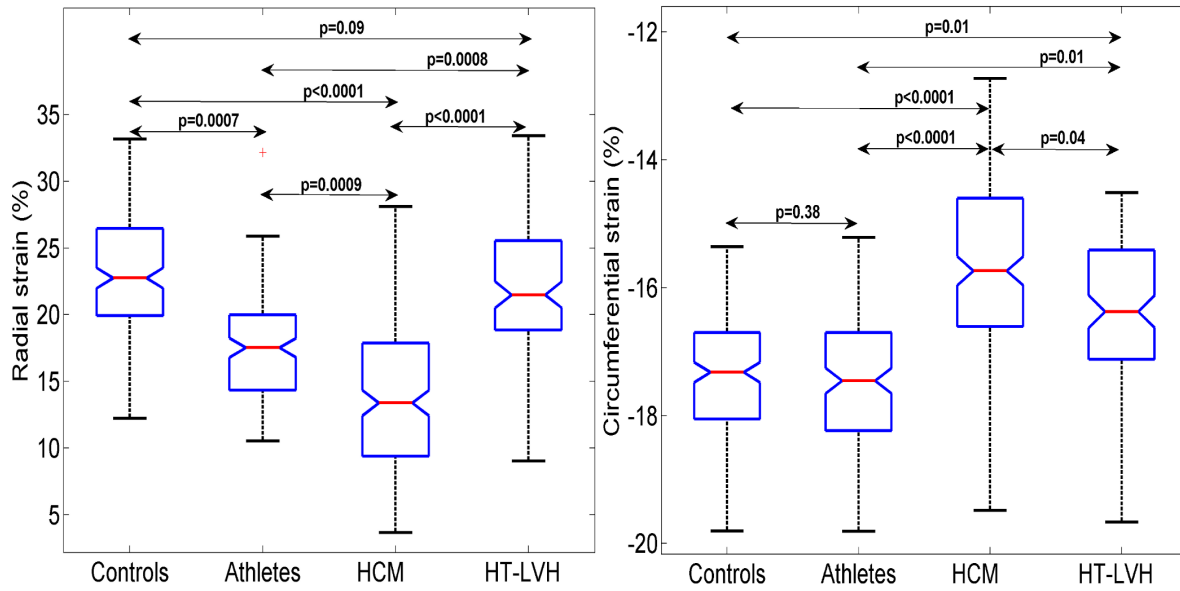 p=0.09
p=0.0008
p<0.0001
p=0.0007
p<0.0001
p=0.0009
35
30
25
20
15
10
5
Radial strain (%)
Controls Athletes HCM HT-LVH
p=0.01
p=0.01
p<0.0001
p<0.0001
p=0.04
p=0.38
-12
-14
-16
-18
-20
Circumferential strain (%)
Controls Athletes HCM HT-LVH